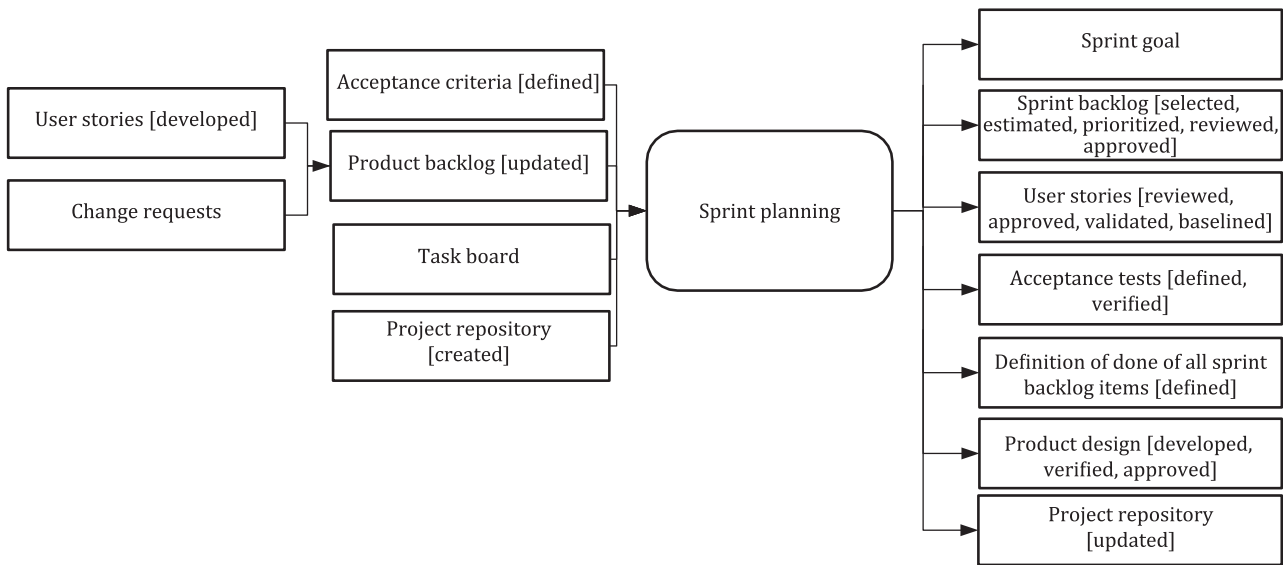 User stories [developed]
Change requests
Acceptance criteria [defined]
Product backlog [updated]
Task board
Project repository
[created]
Sprint planning
Sprint goal
Sprint backlog [selected,
estimated, prioritized, reviewed,
approved]
User stories [reviewed,
approved, validated, baselined]
Acceptance tests [defined,
verified]
Definition of done of all sprint
backlog items [defined]
Product design [developed,
verified, approved]
Project repository
[updated]